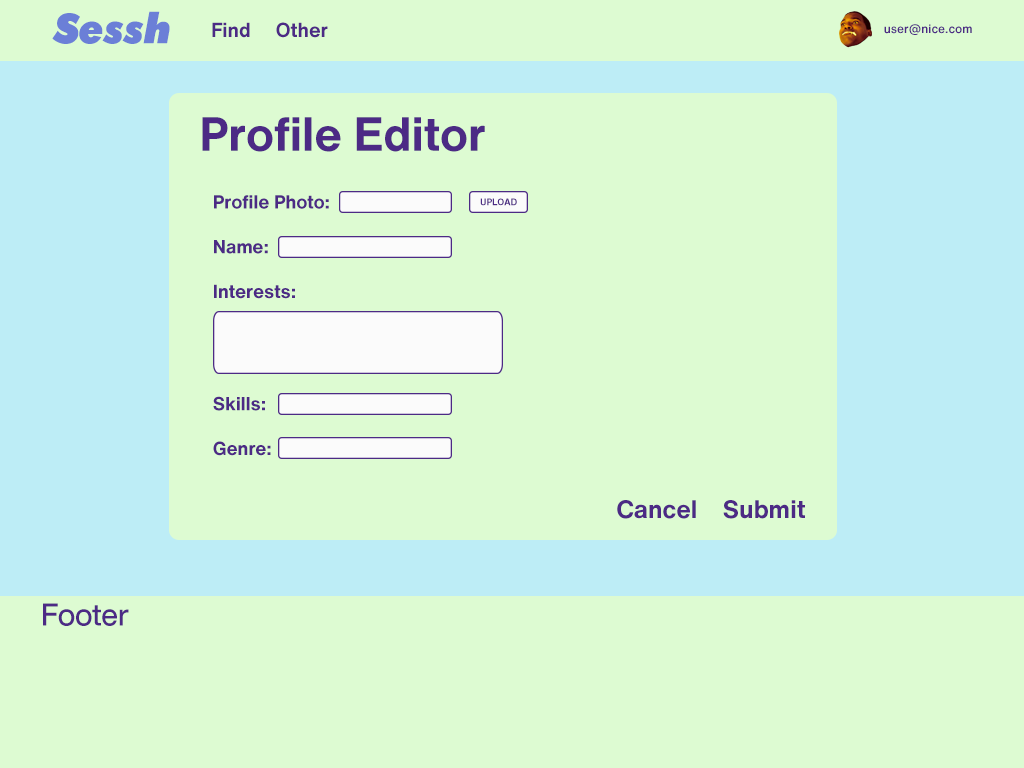 Sessh
Find
Other
user@nice.com
Profile Editor
Profile Photo:
UPLOAD
Name:
Interests:
Skills:
Genre:
Cancel
Submit
Footer